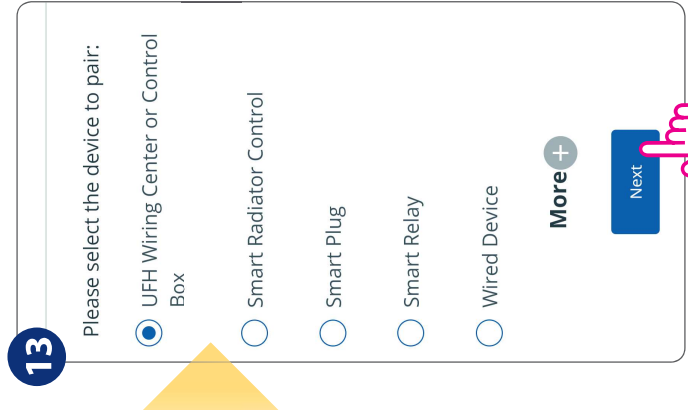 13
Please select the device to pair:
UFH Wiring Center or Control
Box
Smart Radiator Control
Smart Plug
Smart Relay
Wired Device
More +
Next